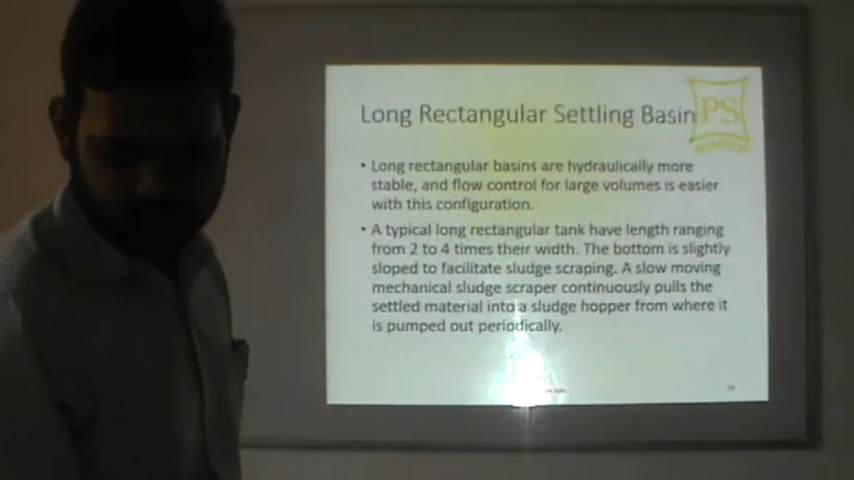 Long Rectangular Settling Basin
PS
• Long rectangular basins are hydraulically more
stable, and flow control for large volumes is easier
with this configuration.
• A typical long rectangular tank have length ranging
from 2 to 4 times their width. The bottom is slightly
sloped to facilitate sludge scraping. A slow moving
mechanical sludge scraper continuously pulls the
settled material into a sludge hopper from where it
is pumped out periodically.